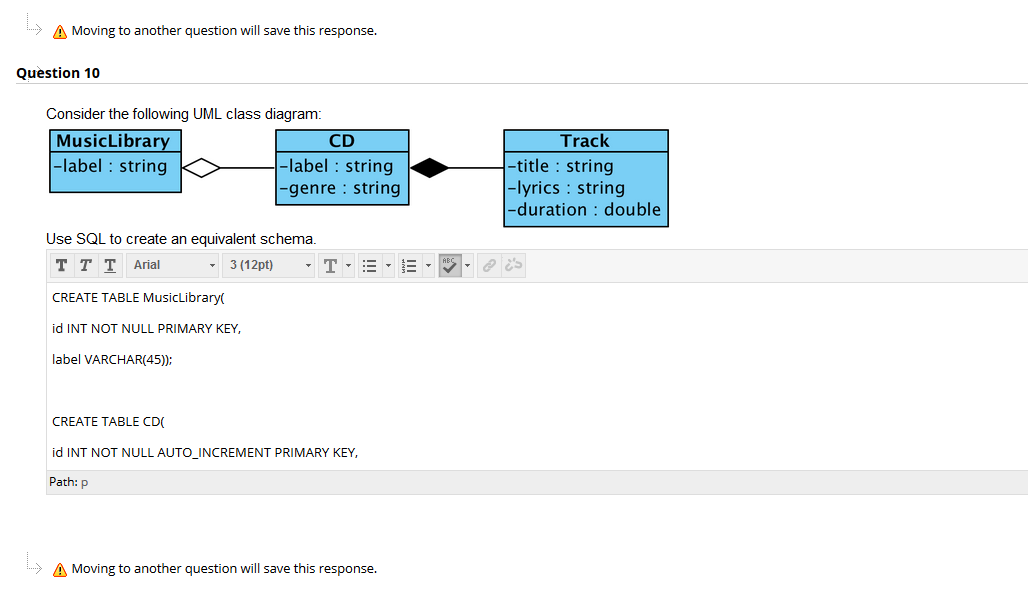 Moving to another question will save this response.
Question 10
Consider the following UML class diagram:
MusicLibrary
-label : string
CD
-label : string
-genre : string
Track
-title : string
-lyrics : string
-duration : double
Use SQL to create an equivalent schema.
T T T Arial 3 (12pt) T ABC
CREATE TABLE MusicLibrary(
id INT NOT NULL PRIMARY KEY,
label VARCHAR(45));
CREATE TABLE CD(
id INT NOT NULL AUTO_INCREMENT PRIMARY KEY,
Path: p
Moving to another question will save this response.